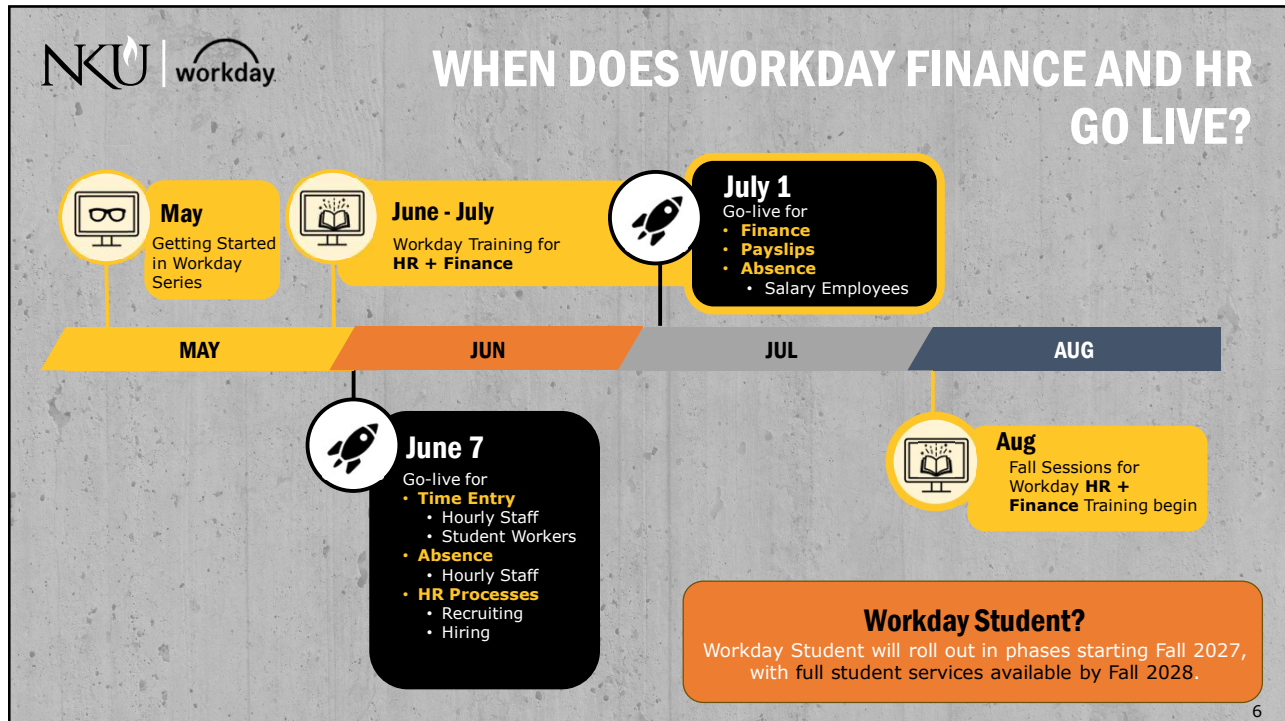 NKU
workday
WHEN DOES WORKDAY FINANCE AND HR
GO LIVE?
May
Getting Started
in Workday
Series
June - July
Workday Training for
HR + Finance
July 1
Go-live for
• Finance
• Payslips
• Absence
• Salary Employees
MAY
JUN
JUL
AUG
June 7
Go-live for
• Time Entry
• Hourly Staff
• Student Workers
• Absence
• Hourly Staff
• HR Processes
• Recruiting
• Hiring
Aug
Fall Sessions for
Workday HR +
Finance Training begin
Workday Student?
Workday Student will roll out in phases starting Fall 2027,
with full student services available by Fall 2028.
6